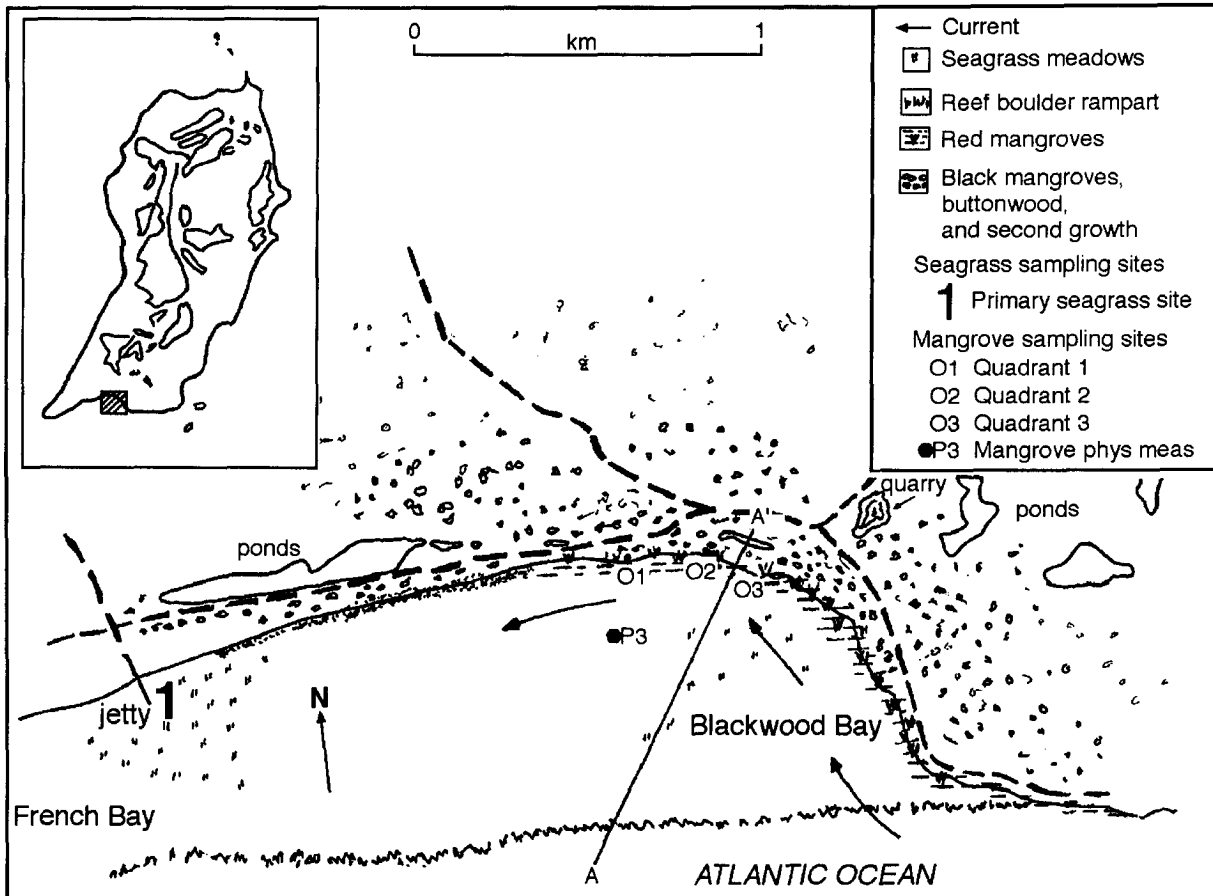 0 1
km
Current
Seagrass meadows
Reef boulder rampart
Red mangroves
Black mangroves,
buttonwood,
and second growth
Seagrass sampling sites
1 Primary seagrass site
Mangrove sampling sites
O1 Quadrant 1
O2 Quadrant 2
O3 Quadrant 3
P3 Mangrove phys meas
quarry
ponds
A'
ponds
O1 O2 O3
P3
jetty 1
N
Blackwood Bay
French Bay
A
ATLANTIC OCEAN